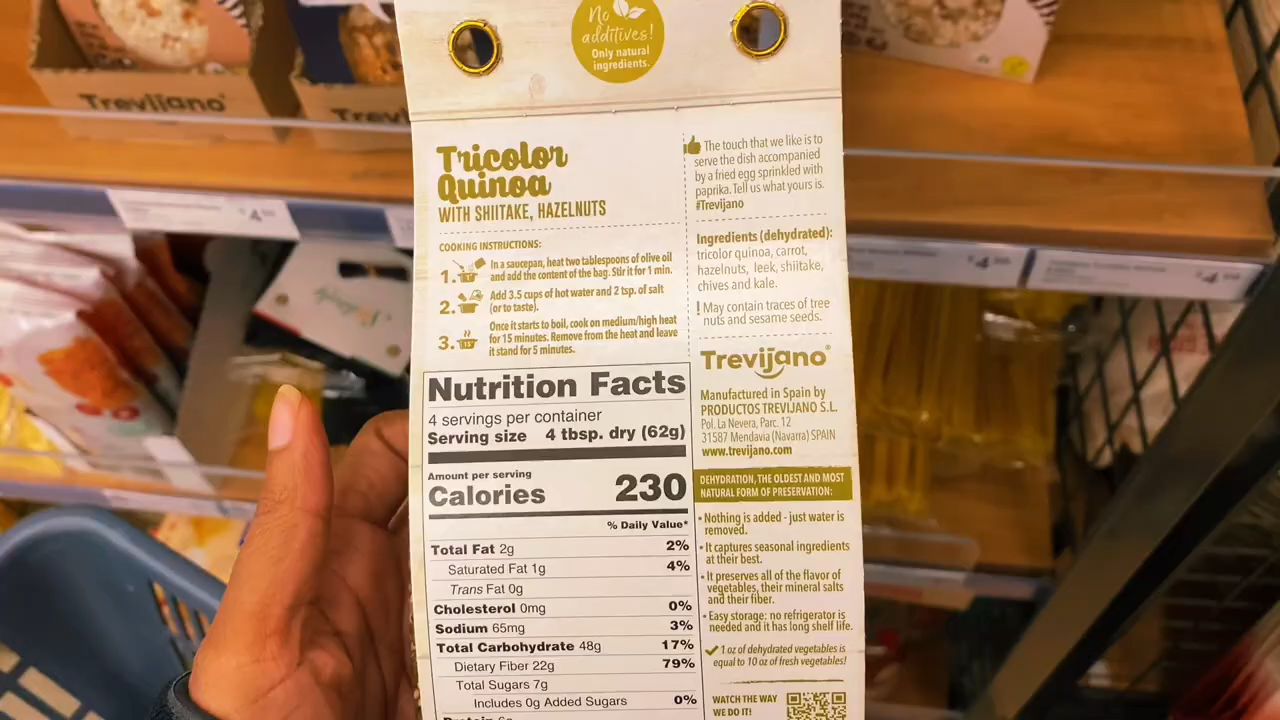 No
additives!
Only natural
ingredients.
Trevijano
Tricolor
Quinoa
WITH SHIITAKE, HAZELNUTS
COOKING INSTRUCTIONS:
1. In a saucepan, heat two tablespoons of olive oil
and add the content of the bag. Stir it for 1 min.
2. Add 3.5 cups of hot water and 2 tsp. of salt
(or to taste).
3. Once it starts to boil, cook on medium/high heat
for 15 minutes. Remove from the heat and leave
it stand for 5 minutes.
Nutrition Facts
4 servings per container
Serving size 4 tbsp. dry (62g)
Amount per serving
Calories 230
% Daily Value*
Total Fat 2g 2%
Saturated Fat 1g 4%
Trans Fat 0g
Cholesterol 0mg 0%
Sodium 65mg 3%
Total Carbohydrate 48g 17%
Dietary Fiber 22g 79%
Total Sugars 7g
Includes 0g Added Sugars 0%
The touch that we like is to
serve the dish accompanied
by a fried egg sprinkled with
paprika. Tell us what yours is.
#Trevijano
Ingredients (dehydrated):
tricolor quinoa, carrot,
hazelnuts, leek, shiitake,
chives and kale.
! May contain traces of tree
nuts and sesame seeds.
Trevijano®
Manufactured in Spain by
PRODUCTOS TREVIJANO S.L.
Pol. La Nevera, Parc. 12
31587 Mendavia (Navarra) SPAIN
www.trevijano.com
DEHYDRATION, THE OLDEST AND MOST
NATURAL FORM OF PRESERVATION:
• Nothing is added - just water is
removed.
• It captures seasonal ingredients
at their best.
• It preserves all of the flavor of
vegetables, their mineral salts
and their fiber.
• Easy storage: no refrigerator is
needed and it has long shelf life.
1 oz of dehydrated vegetables is
equal to 10 oz of fresh vegetables!
WATCH THE WAY
WE DO IT!